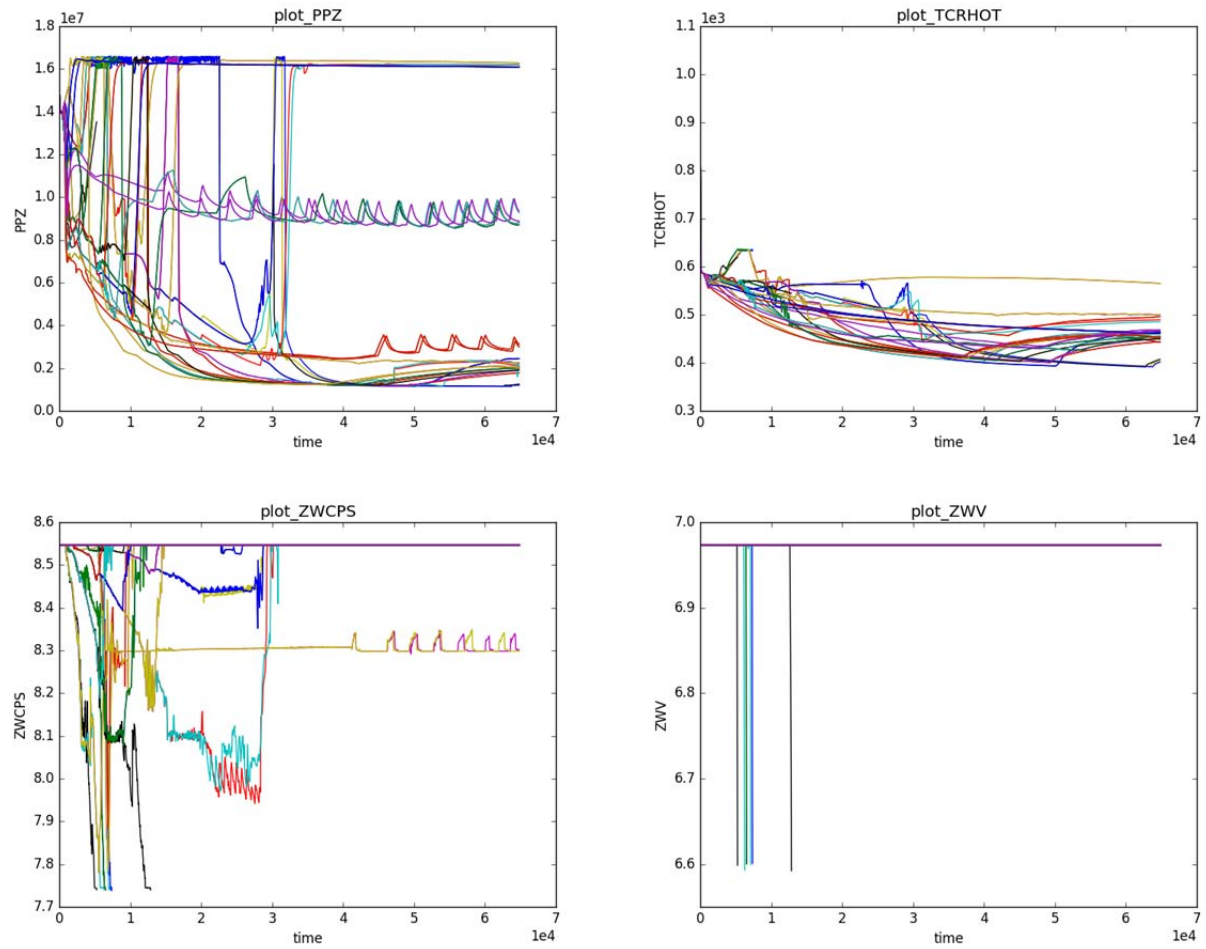 plot_PPZ
1e7
1.8
1.6
1.4
1.2
1.0
0.8
0.6
0.4
0.2
0.0
PPZ
0 1 2 3 4 5 6 7
1e4
time
plot_TCRHOT
1e3
1.1
1.0
0.9
0.8
0.7
0.6
0.5
0.4
0.3
TCRHOT
0 1 2 3 4 5 6 7
1e4
time
plot_ZWCPS
8.6
8.5
8.4
8.3
8.2
8.1
8.0
7.9
7.8
7.7
ZWCPS
0 1 2 3 4 5 6 7
1e4
time
plot_ZWV
7.0
6.9
6.8
6.7
6.6
ZWV
0 1 2 3 4 5 6 7
1e4
time